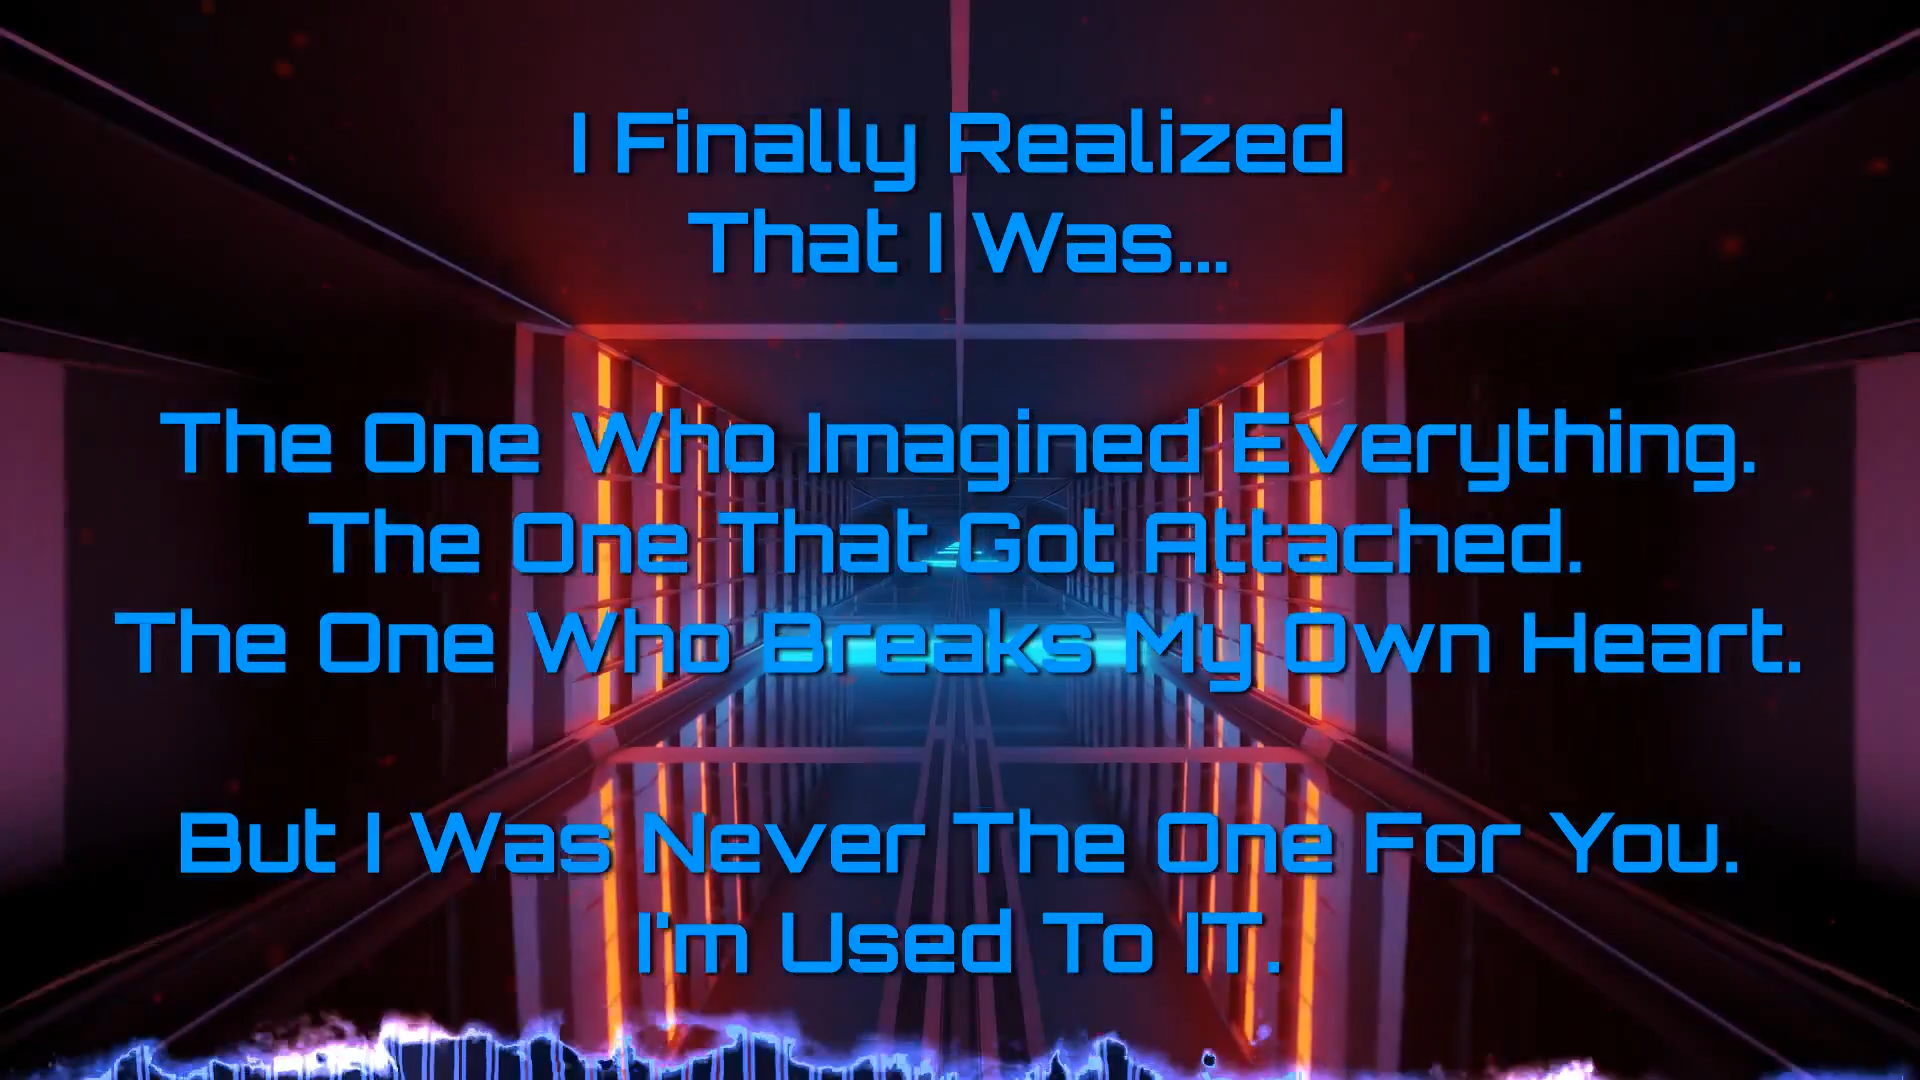 I Finally Realized
That I Was...
The One Who Imagined Everything.
The One That Got Attached.
The One Who Breaks My Own Heart.
But I Was Never The One For You.
I'm Used To IT.